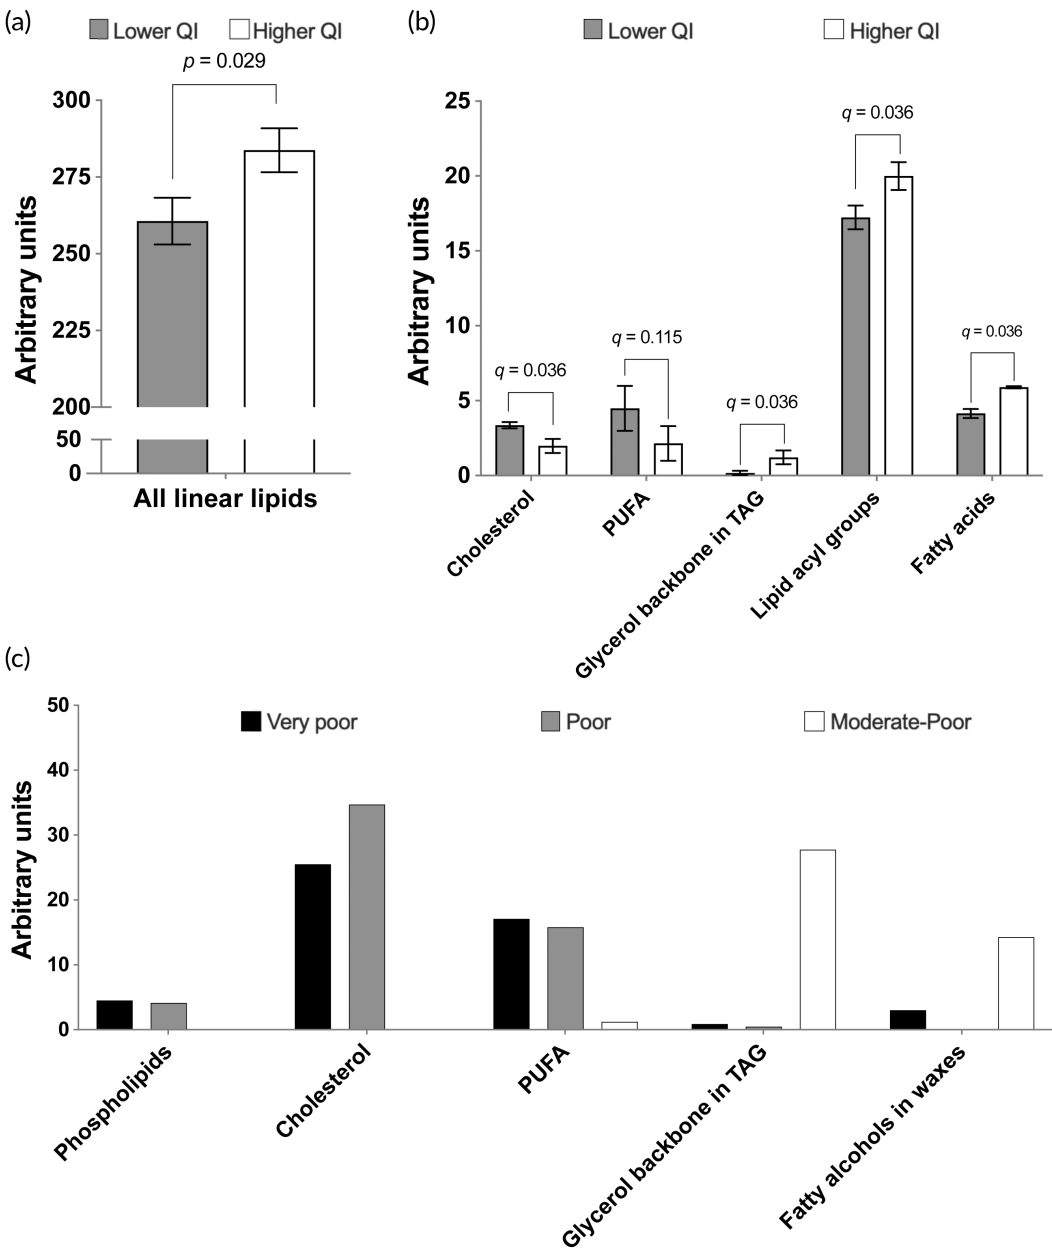 (a)
Lower QI Higher QI
p = 0.029
300
275
250
225
200
50
0
Arbitrary units
All linear lipids
(b)
Lower QI Higher QI
25
20
15
10
5
0
Arbitrary units
q = 0.036
q = 0.115
q = 0.036
q = 0.036
q = 0.036
Cholesterol
PUFA
Glycerol backbone in TAG
Lipid acyl groups
Fatty acids
(c)
Very poor Poor Moderate-Poor
50
40
30
20
10
0
Arbitrary units
Phospholipids
Cholesterol
PUFA
Glycerol backbone in TAG
Fatty alcohols in waxes